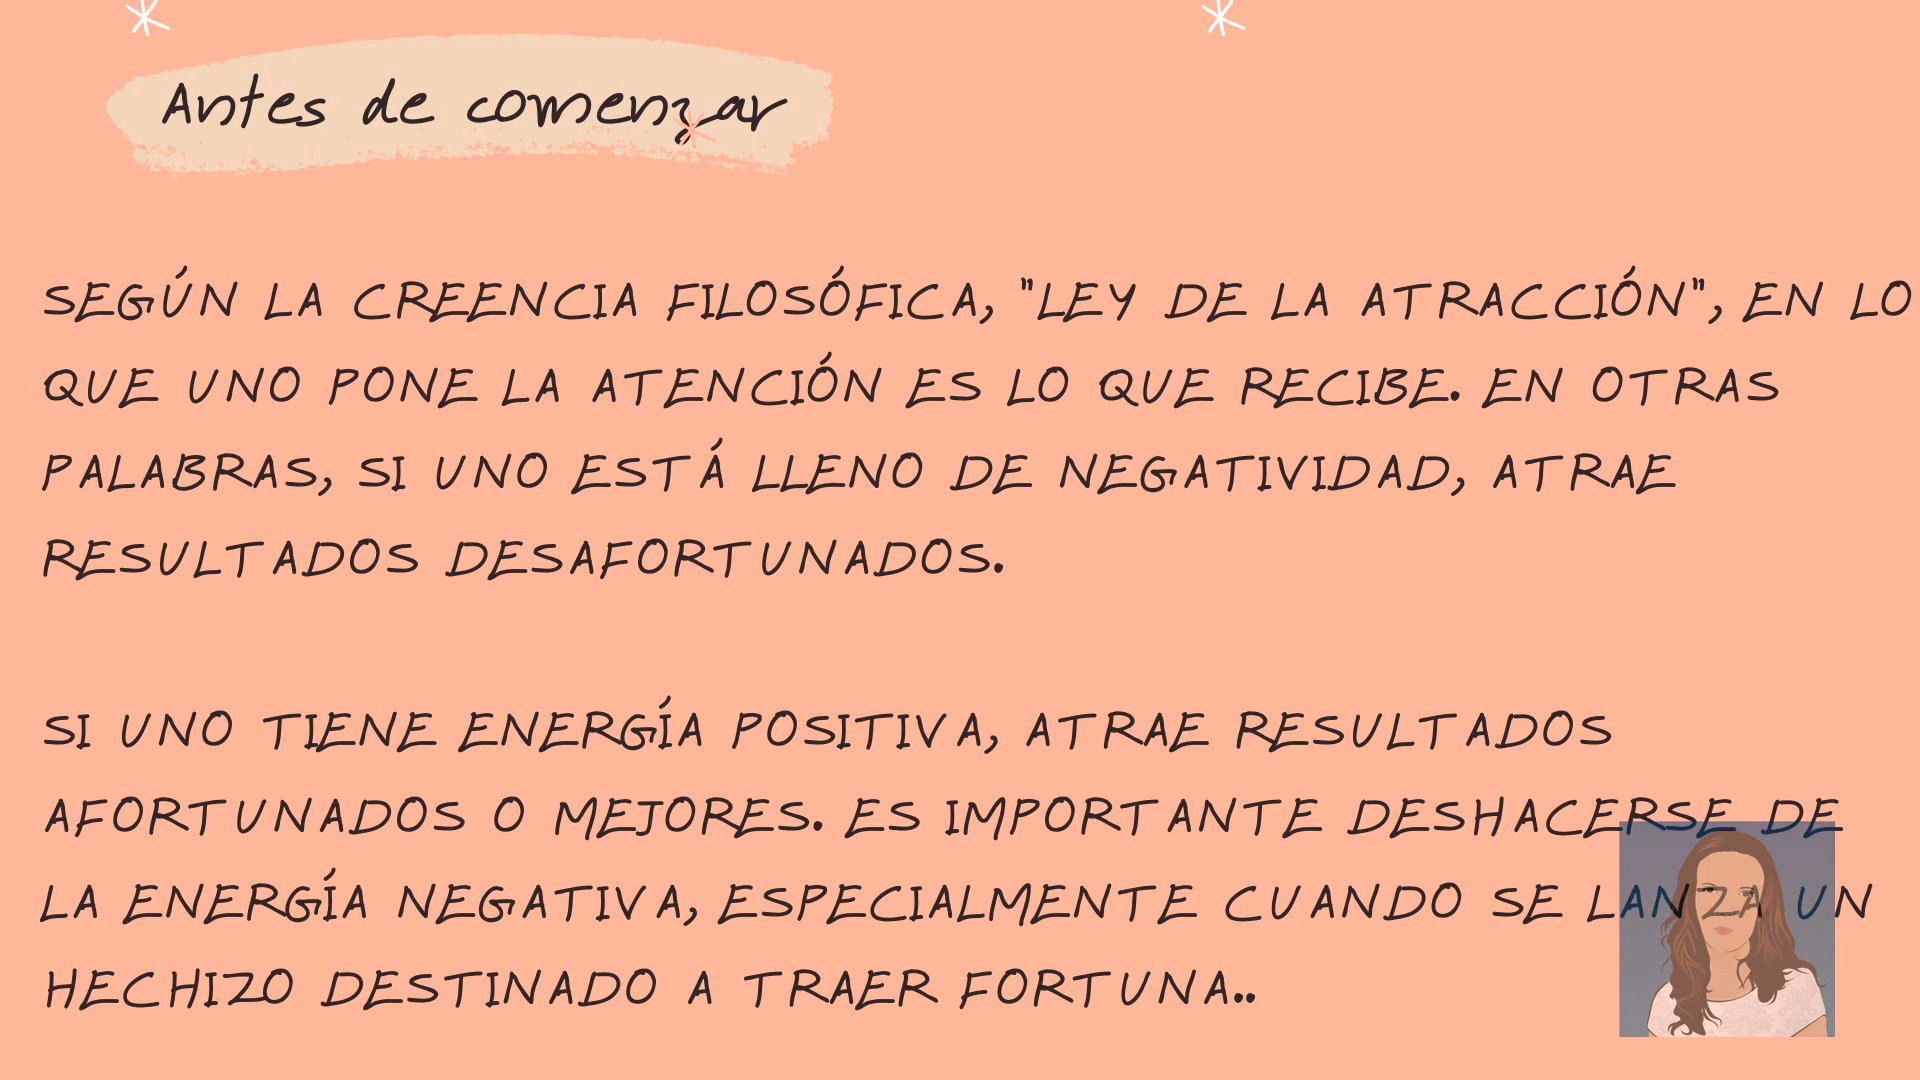 Antes de comenzar
SEGÚN LA CREENCIA FILOSÓFICA, "LEY DE LA ATRACCIÓN", EN LO
QUE UNO PONE LA ATENCIÓN ES LO QUE RECIBE. EN OTRAS
PALABRAS, SI UNO ESTÁ LLENO DE NEGATIVIDAD, ATRAE
RESULTADOS DESAFORTUNADOS.
SI UNO TIENE ENERGÍA POSITIVA, ATRAE RESULTADOS
AFORTUNADOS O MEJORES. ES IMPORTANTE DESHACERSE DE
LA ENERGÍA NEGATIVA, ESPECIALMENTE CUANDO SE LANZA UN
HECHIZO DESTINADO A TRAER FORTUNA..